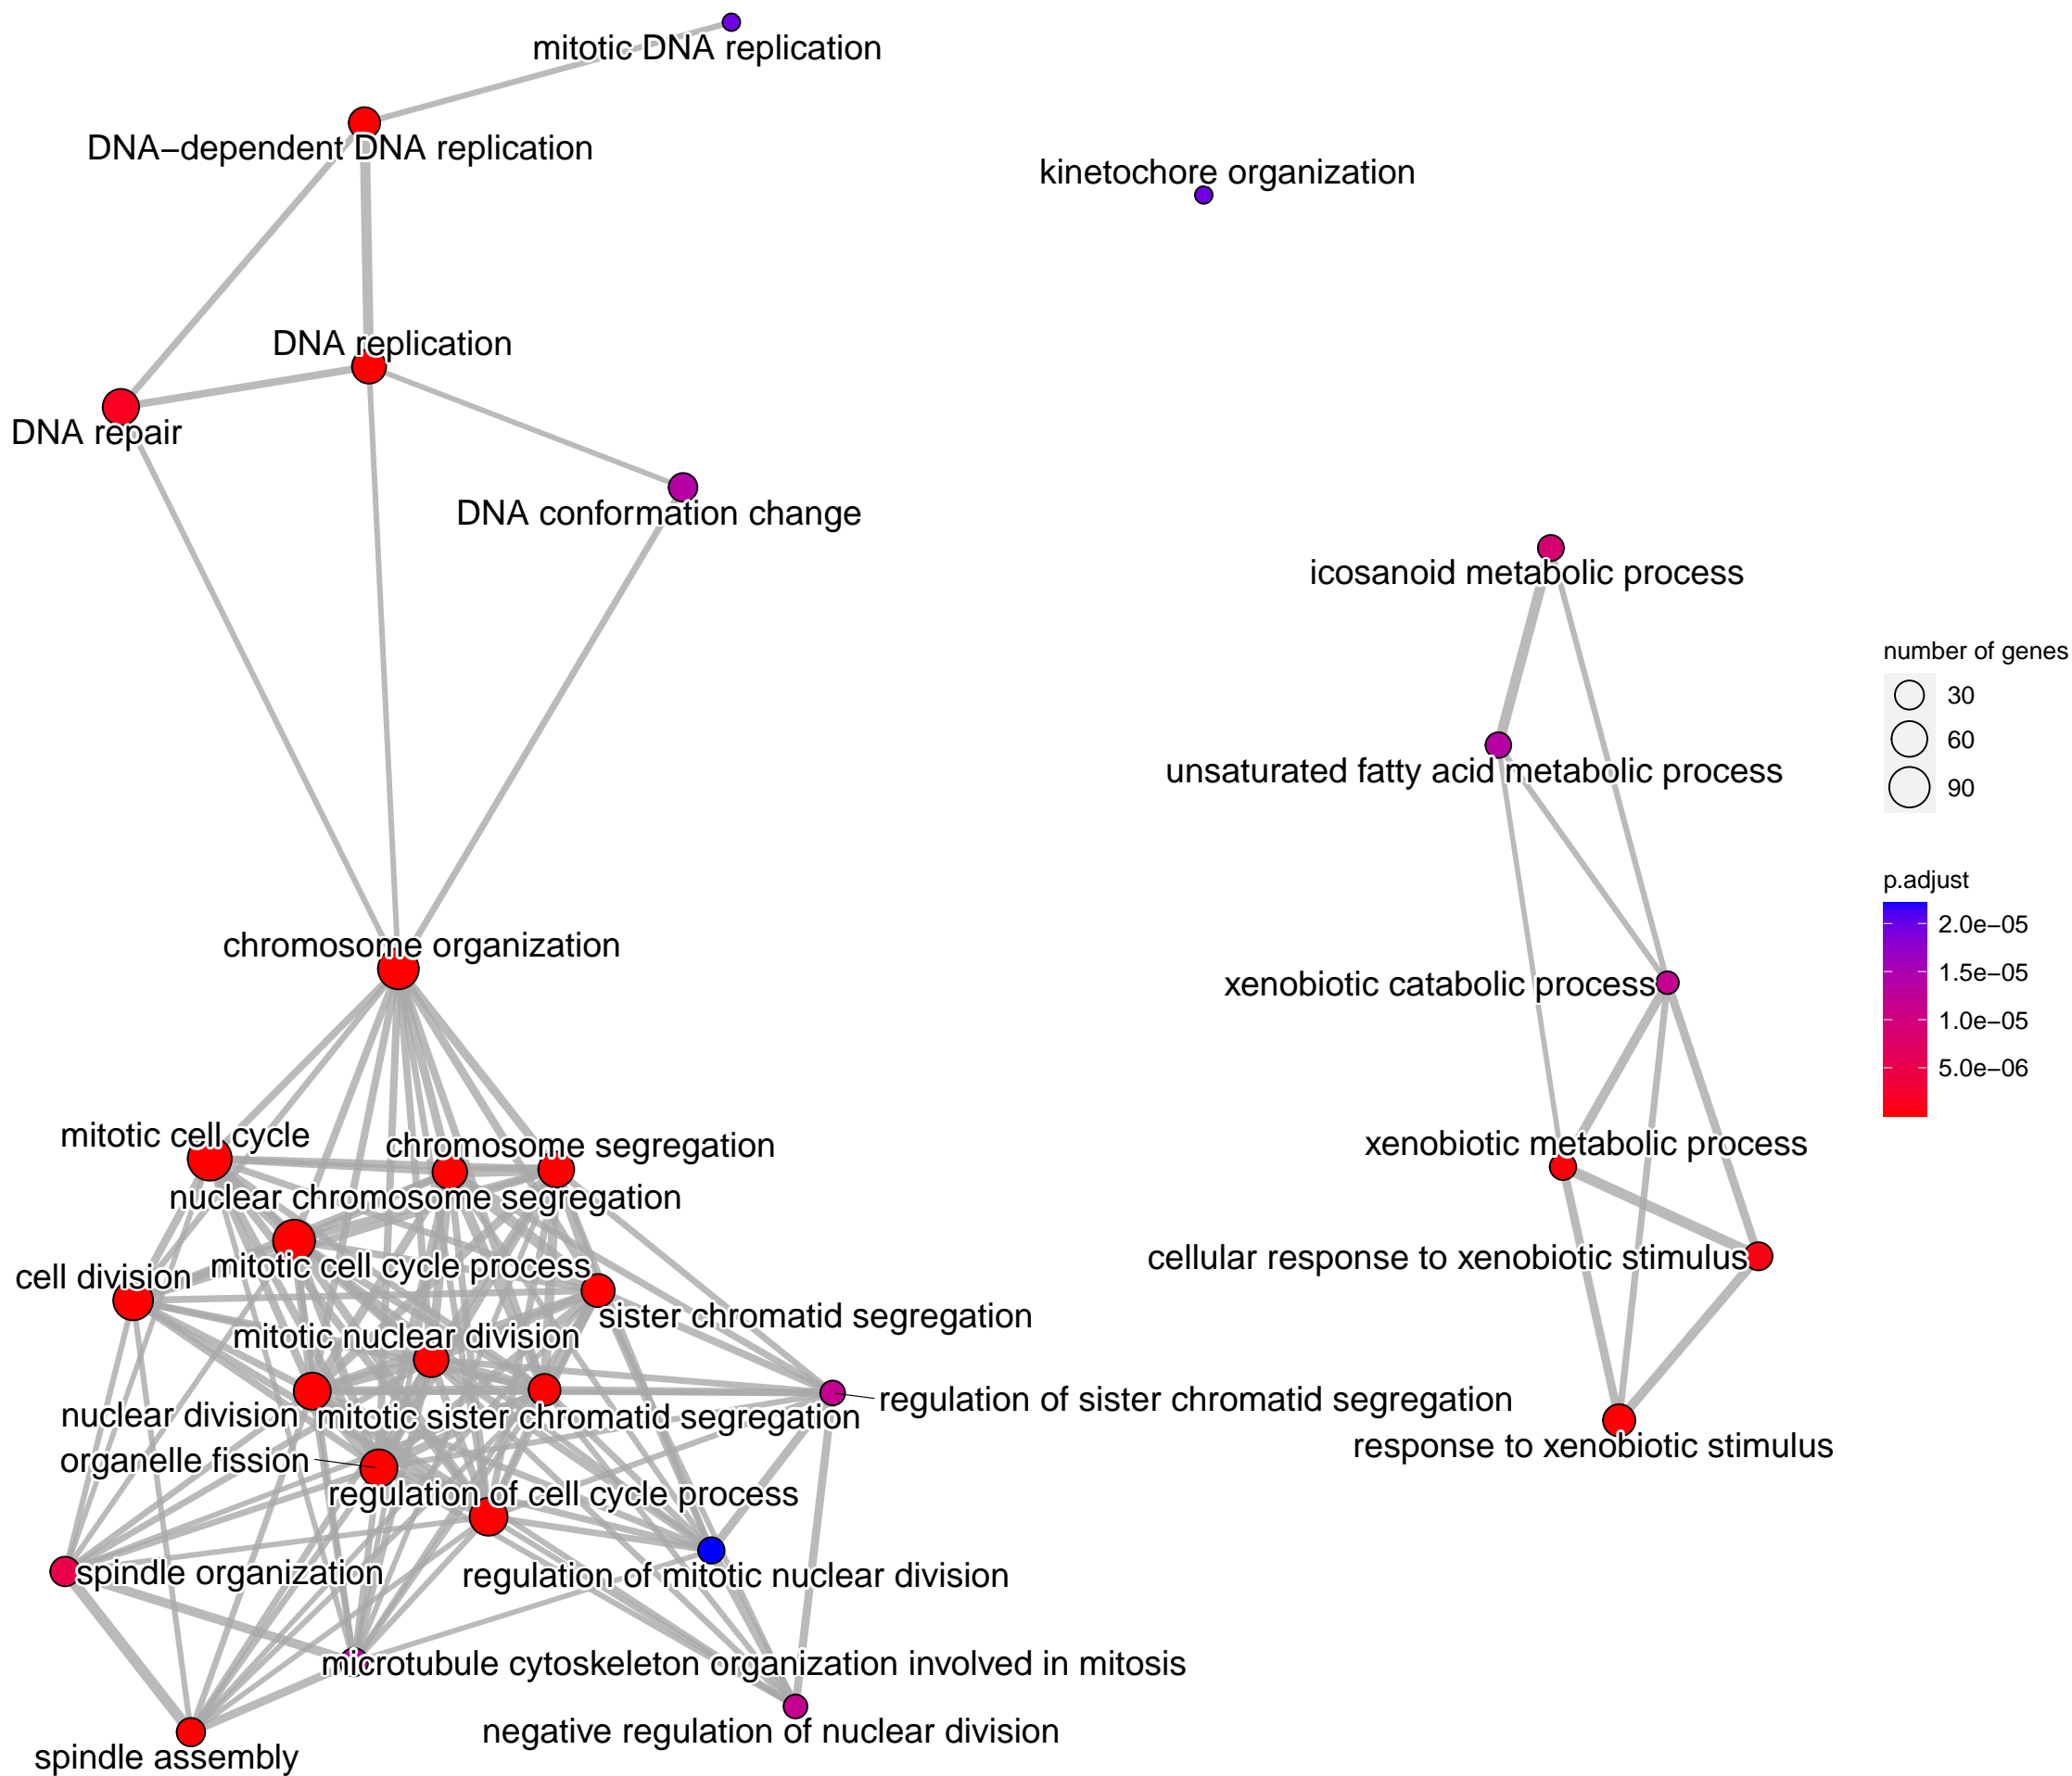 mitotic DNA replication
DNA−dependent DNA replication
kinetochore organization
DNA replication
DNA repair
DNA conformation change
icosanoid metabolic process
number of genes
30
60
90
unsaturated fatty acid metabolic process
p.adjust
2.0e−05
1.5e−05
1.0e−05
5.0e−06
chromosome organization
xenobiotic catabolic process
mitotic cell cycle
chromosome segregation
xenobiotic metabolic process
nuclear chromosome segregation
cell division
mitotic cell cycle process
cellular response to xenobiotic stimulus
sister chromatid segregation
mitotic nuclear division
regulation of sister chromatid segregation
nuclear division
mitotic sister chromatid segregation
response to xenobiotic stimulus
organelle fission
regulation of cell cycle process
spindle organization
regulation of mitotic nuclear division
microtubule cytoskeleton organization involved in mitosis
negative regulation of nuclear division
spindle assembly